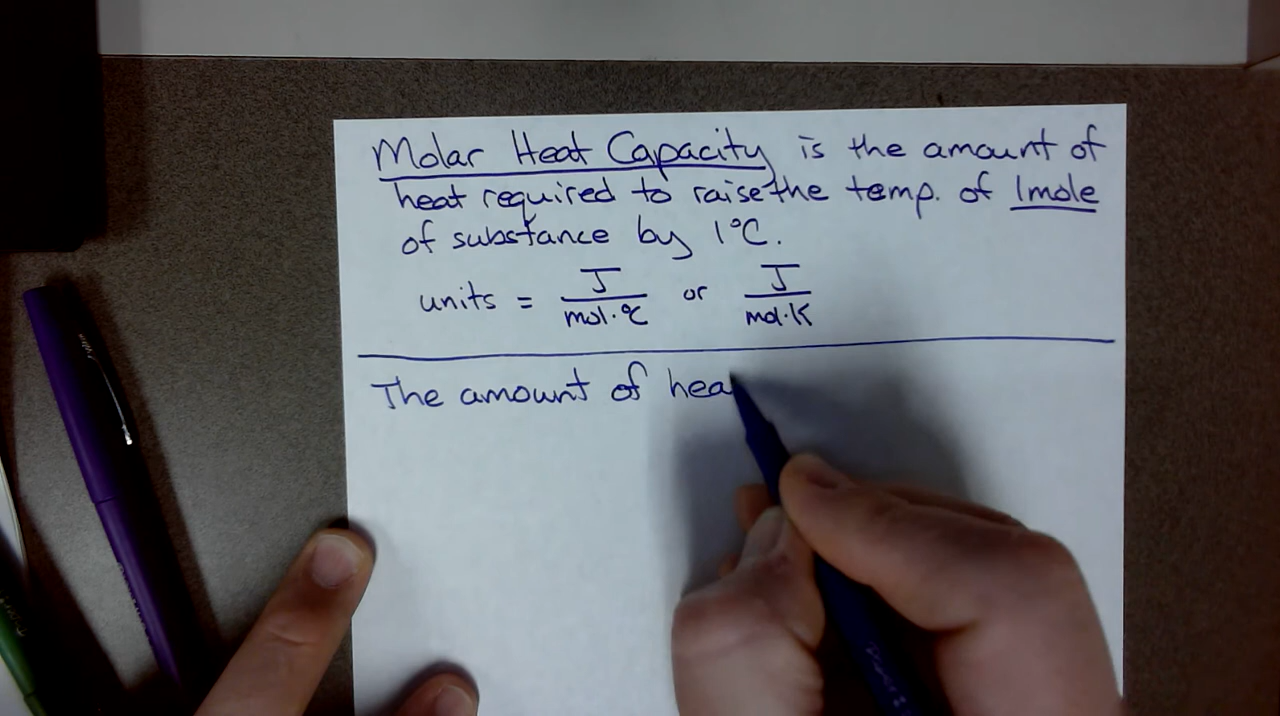 Molar Heat Capacity is the amount of
heat required to raise the temp. of 1mole
of substance by 1°C.
units = J/mol·°C or J/mol·K
The amount of hea